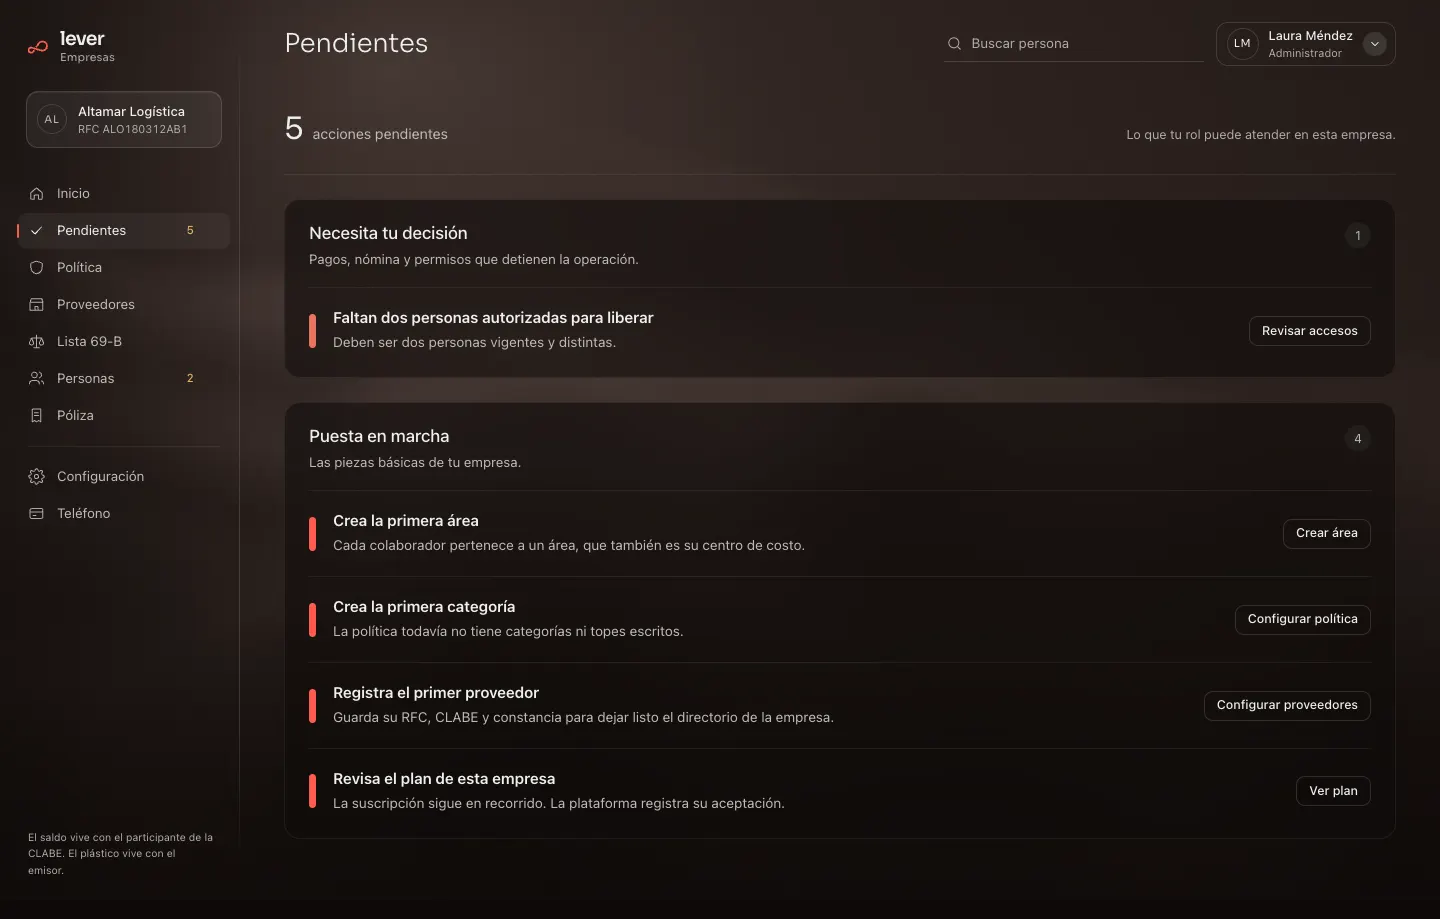 lever
Empresas
Pendientes
Buscar persona
LM
Laura Méndez
Administrador
AL
Altamar Logística
RFC ALO180312AB1
Inicio
Pendientes 5
Política
Proveedores
Lista 69-B
Personas 2
Póliza
Configuración
Teléfono
El saldo vive con el participante de la
CLABE. El plástico vive con el
emisor.
5 acciones pendientes
Lo que tu rol puede atender en esta empresa.
Necesita tu decisión
1
Pagos, nómina y permisos que detienen la operación.
Faltan dos personas autorizadas para liberar
Deben ser dos personas vigentes y distintas.
Revisar accesos
Puesta en marcha
4
Las piezas básicas de tu empresa.
Crea la primera área
Cada colaborador pertenece a un área, que también es su centro de costo.
Crear área
Crea la primera categoría
La política todavía no tiene categorías ni topes escritos.
Configurar política
Registra el primer proveedor
Guarda su RFC, CLABE y constancia para dejar listo el directorio de la empresa.
Configurar proveedores
Revisa el plan de esta empresa
La suscripción sigue en recorrido. La plataforma registra su aceptación.
Ver plan